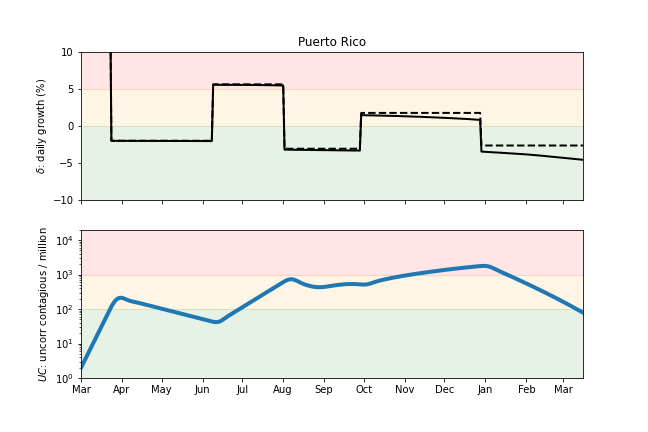 Puerto Rico
δ: daily growth (%)
10
5
0
−5
−10
UC: uncorr contagious / million
10⁴
10³
10²
10¹
10⁰
Mar Apr May Jun Jul Aug Sep Oct Nov Dec Jan Feb Mar